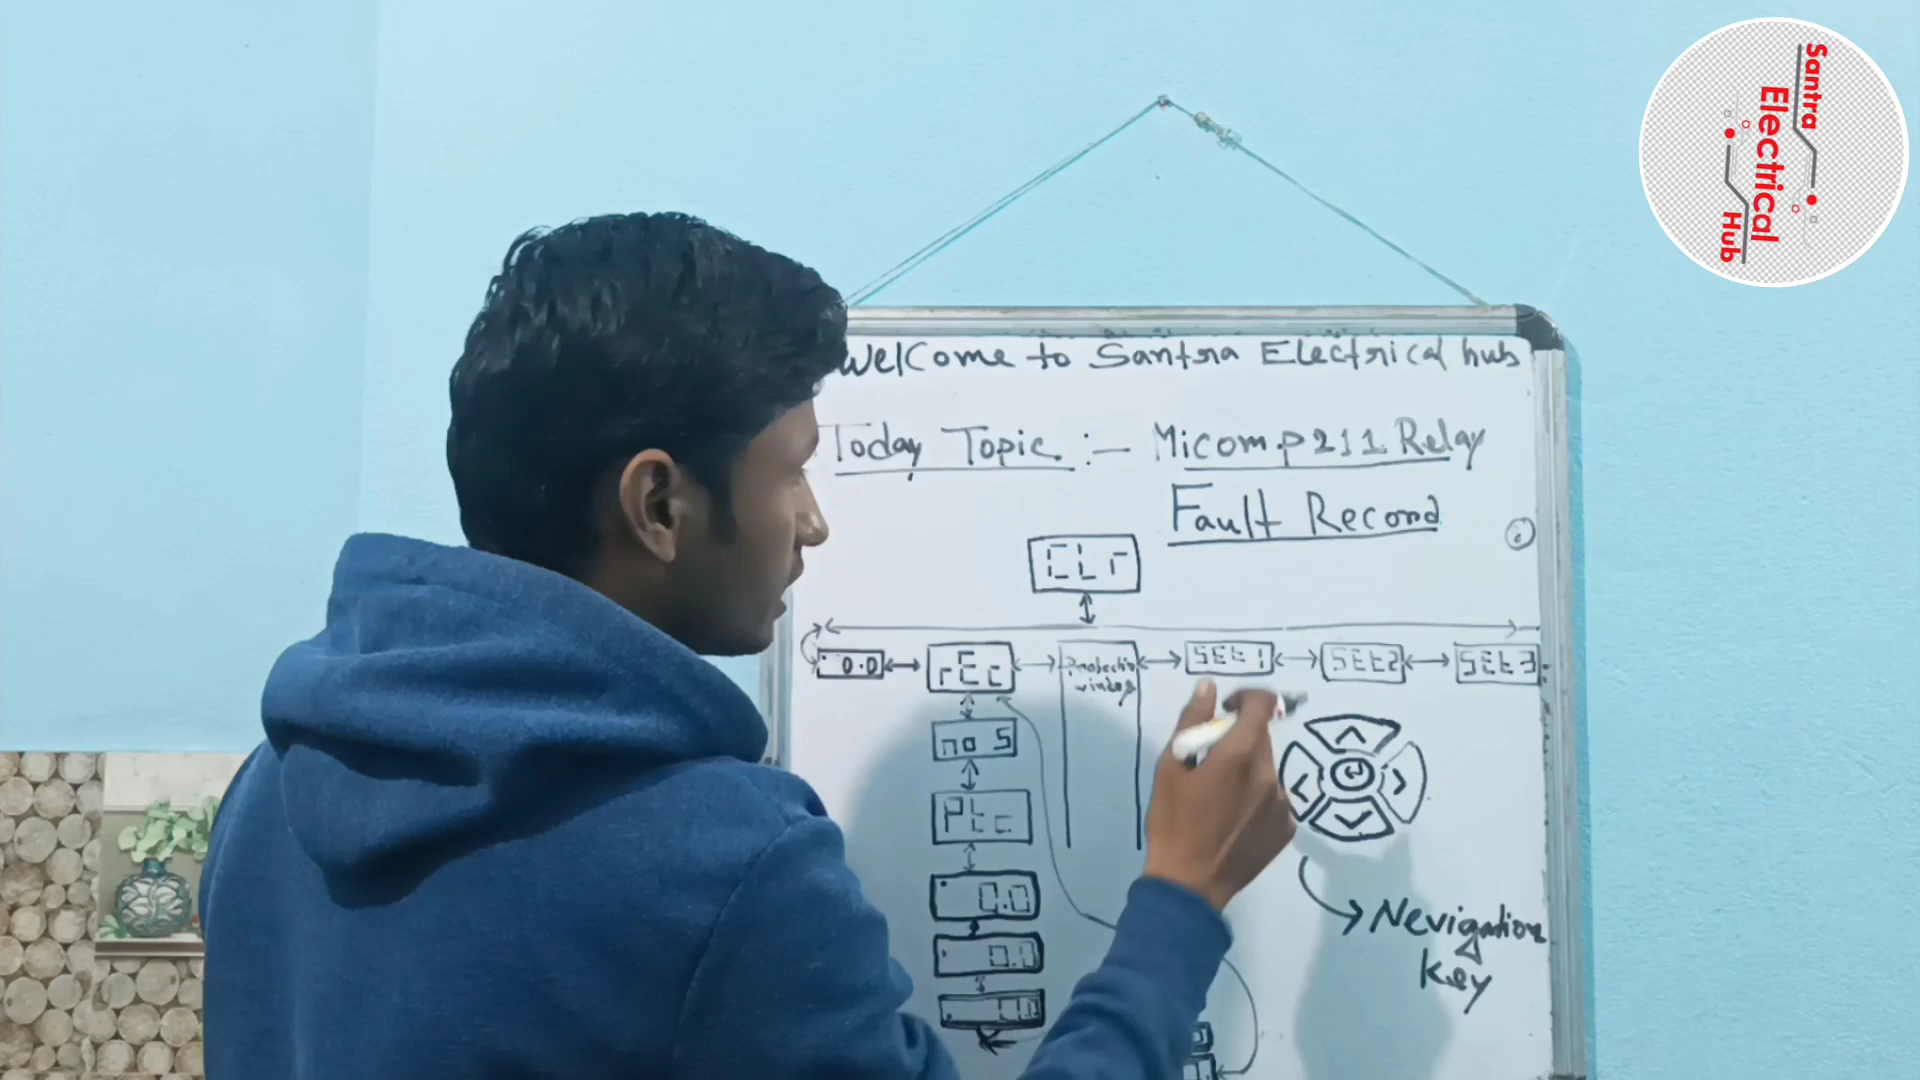 Santra
Electrical
Hub
Welcome to Santra Electrical hub
Today Topic :- Micom P211 Relay
Fault Record
CLr
0.0 rEc Protection window SEt1 SEt2 SEt3
no 5
Ptc
0.0
0.0
Nevigation
Key